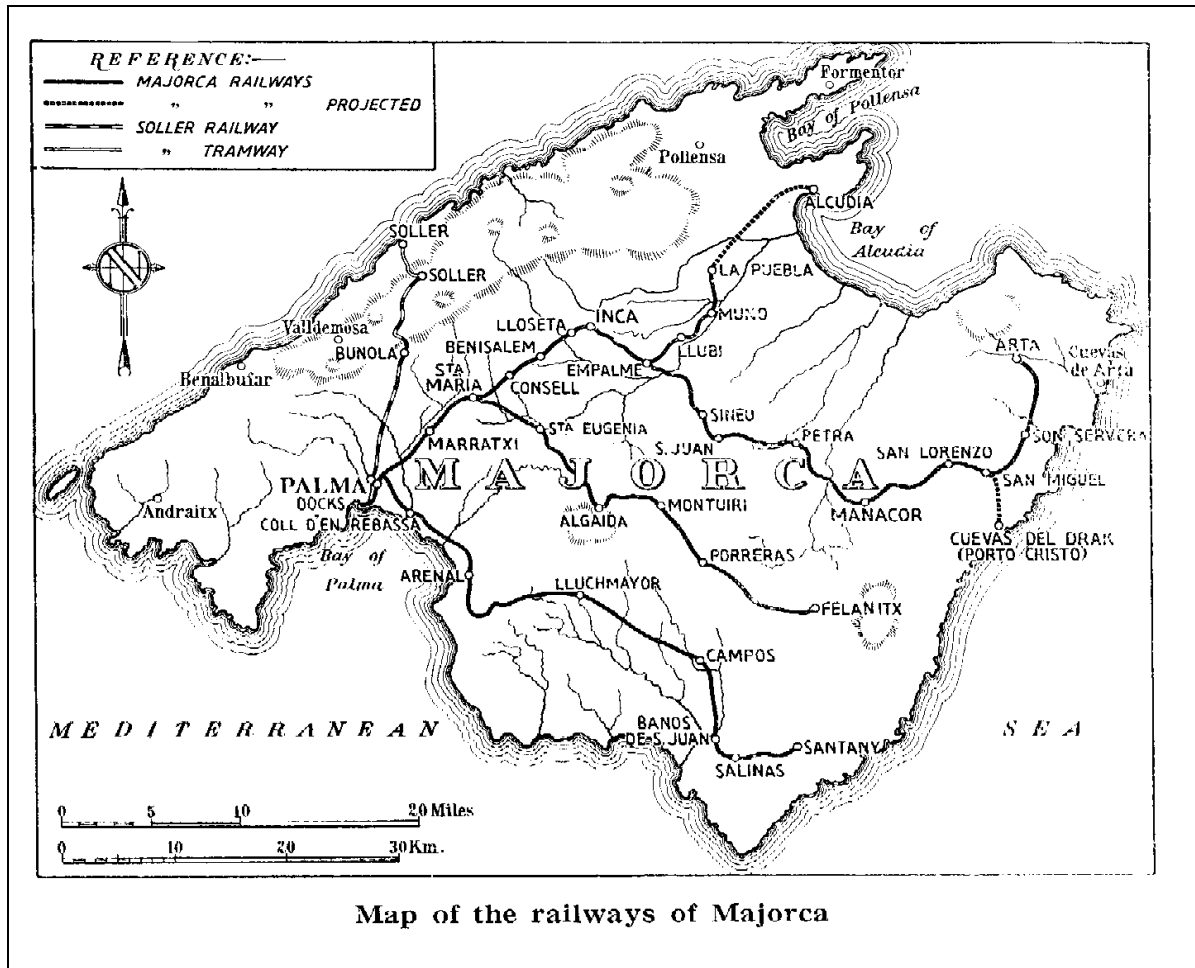 REFERENCE:—
MAJORCA RAILWAYS
" " PROJECTED
SOLLER RAILWAY
" TRAMWAY
Formentor
Bay of Pollensa
Pollensa
ALCUDIA
Bay of
Alcudia
SOLLER
SOLLER
LA PUEBLA
Valldemosa
BUNOLA
Benalbufar
LLOSETA
INCA
MURO
LLUBI
BENISALEM
EMPALME
ARTA
Cuevas
de Arta
STA
MARIA
CONSELL
SINEU
STA EUGENIA
MARRATXI
S. JUAN
PETRA
SON SERVERA
SAN LORENZO
SAN MIGUEL
MAJORCA
PALMA
DOCKS
Andraitx
COLL D'EN REBASSA
ALGAIDA
MONTUIRI
MANACOR
CUEVAS DEL DRAK
(PORTO CRISTO)
Bay of
Palma
ARENAL
PORRERAS
LLUCHMAYOR
FELANITX
CAMPOS
MEDITERRANEAN SEA
BANOS
DE S. JUAN
SANTANY
SALINAS
0 5 10 20 Miles
0 10 20 30 Km.
Map of the railways of Majorca